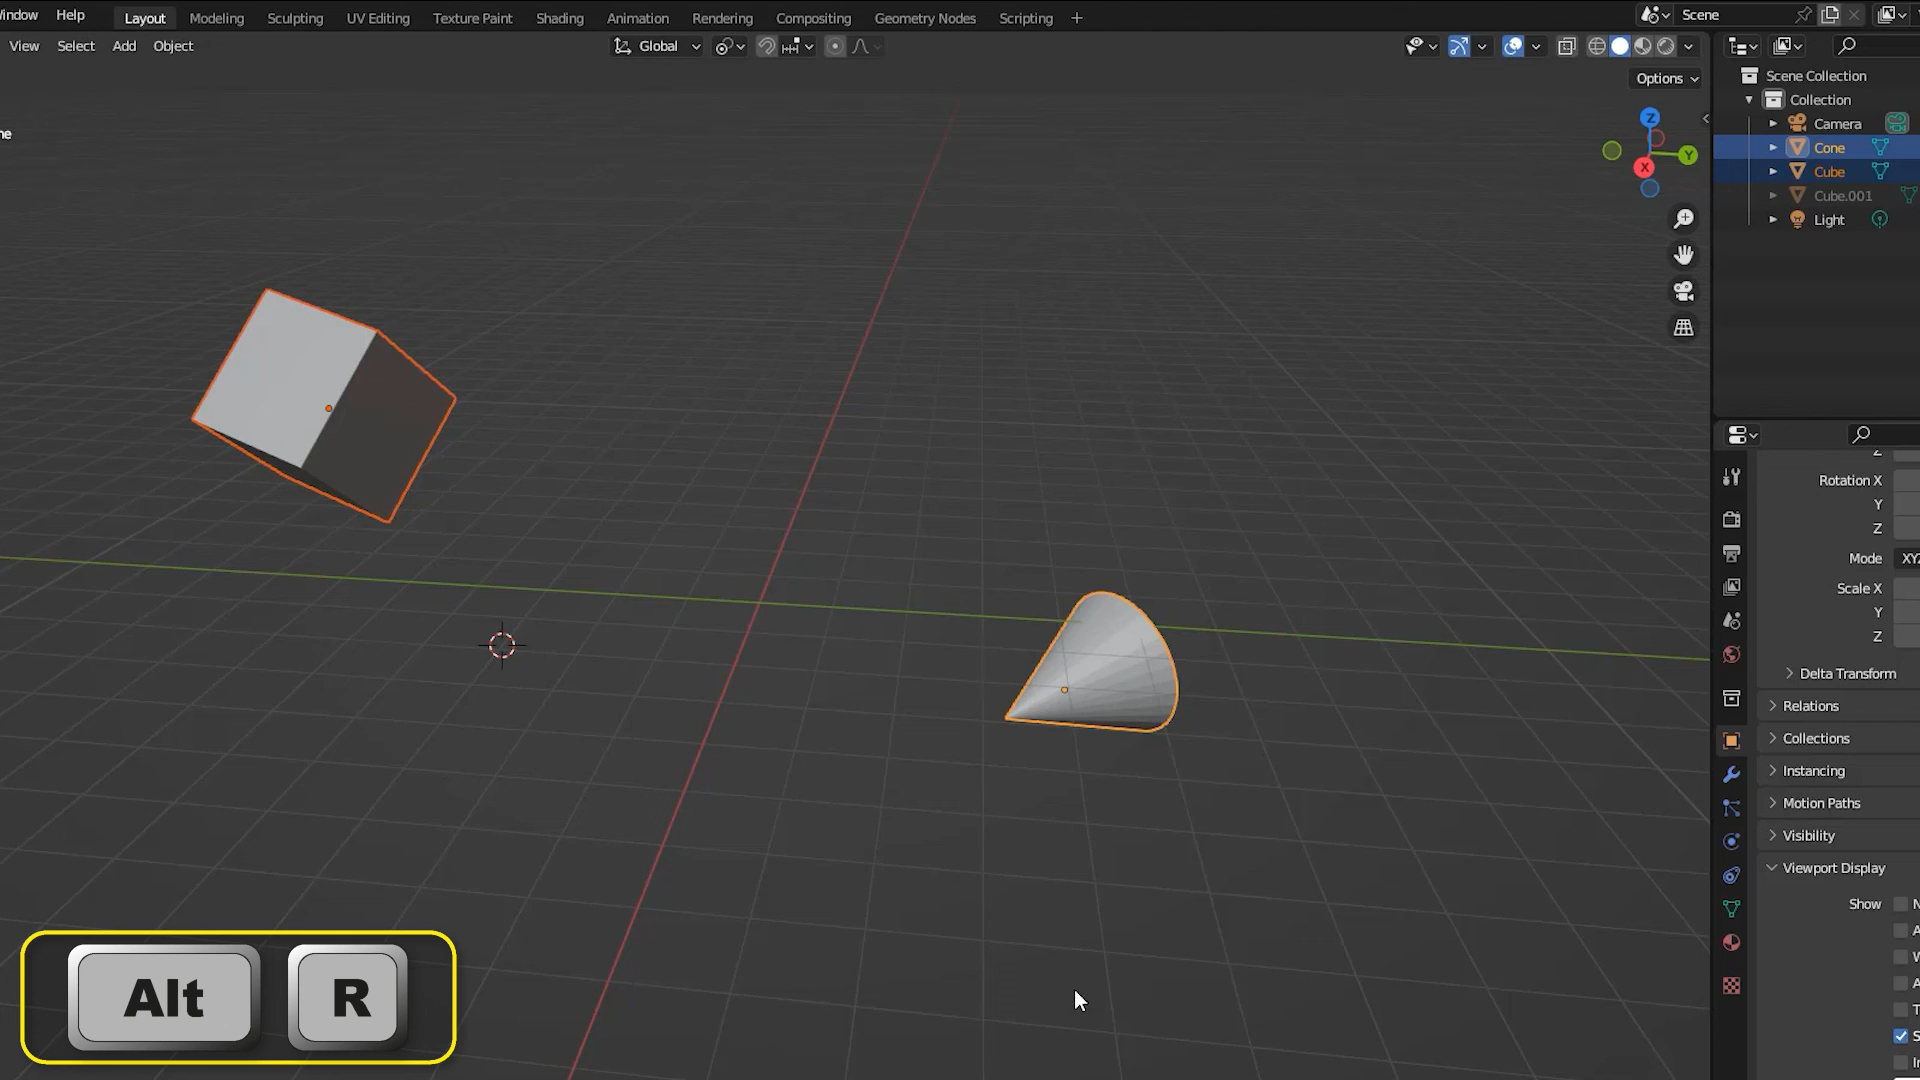 Window Help Layout Modeling Sculpting UV Editing Texture Paint Shading Animation Rendering Compositing Geometry Nodes Scripting + Scene
View Select Add Object Global
Options
Scene Collection
Collection
Camera
Cone
Cube
Cube.001
Light
Z
Y
X
Z
Rotation X
Y
Z
Mode XYZ
Scale X
Y
Z
Delta Transform
Relations
Collections
Instancing
Motion Paths
Visibility
Viewport Display
Show
Alt R